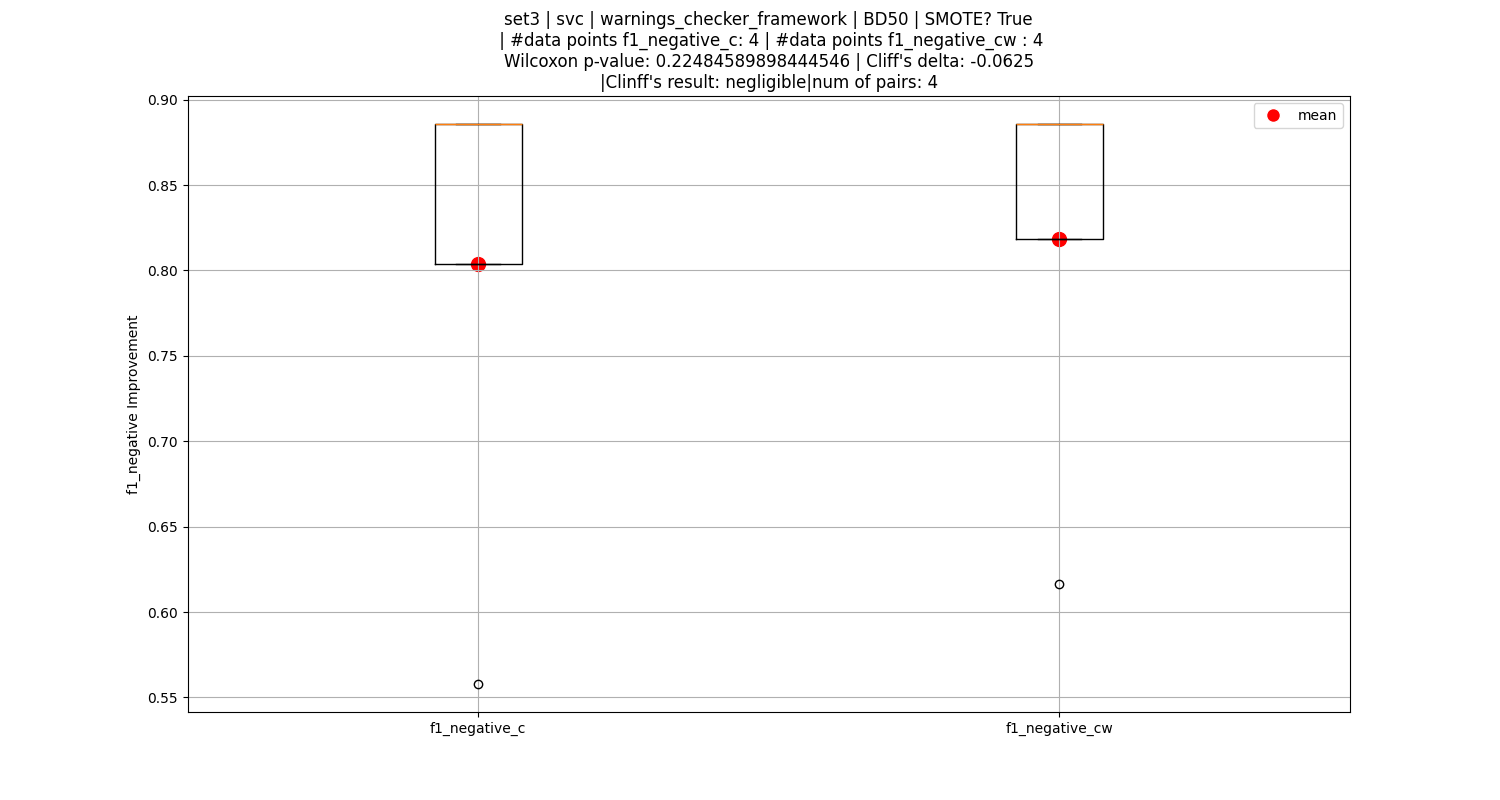 set3 | svc | warnings_checker_framework | BD50 | SMOTE? True
| #data points f1_negative_c: 4 | #data points f1_negative_cw : 4
Wilcoxon p-value: 0.22484589898444546 | Cliff's delta: -0.0625
|Clinff's result: negligible|num of pairs: 4
mean
0.90
0.85
0.80
0.75
0.70
0.65
0.60
0.55
f1_negative Improvement
f1_negative_c
f1_negative_cw